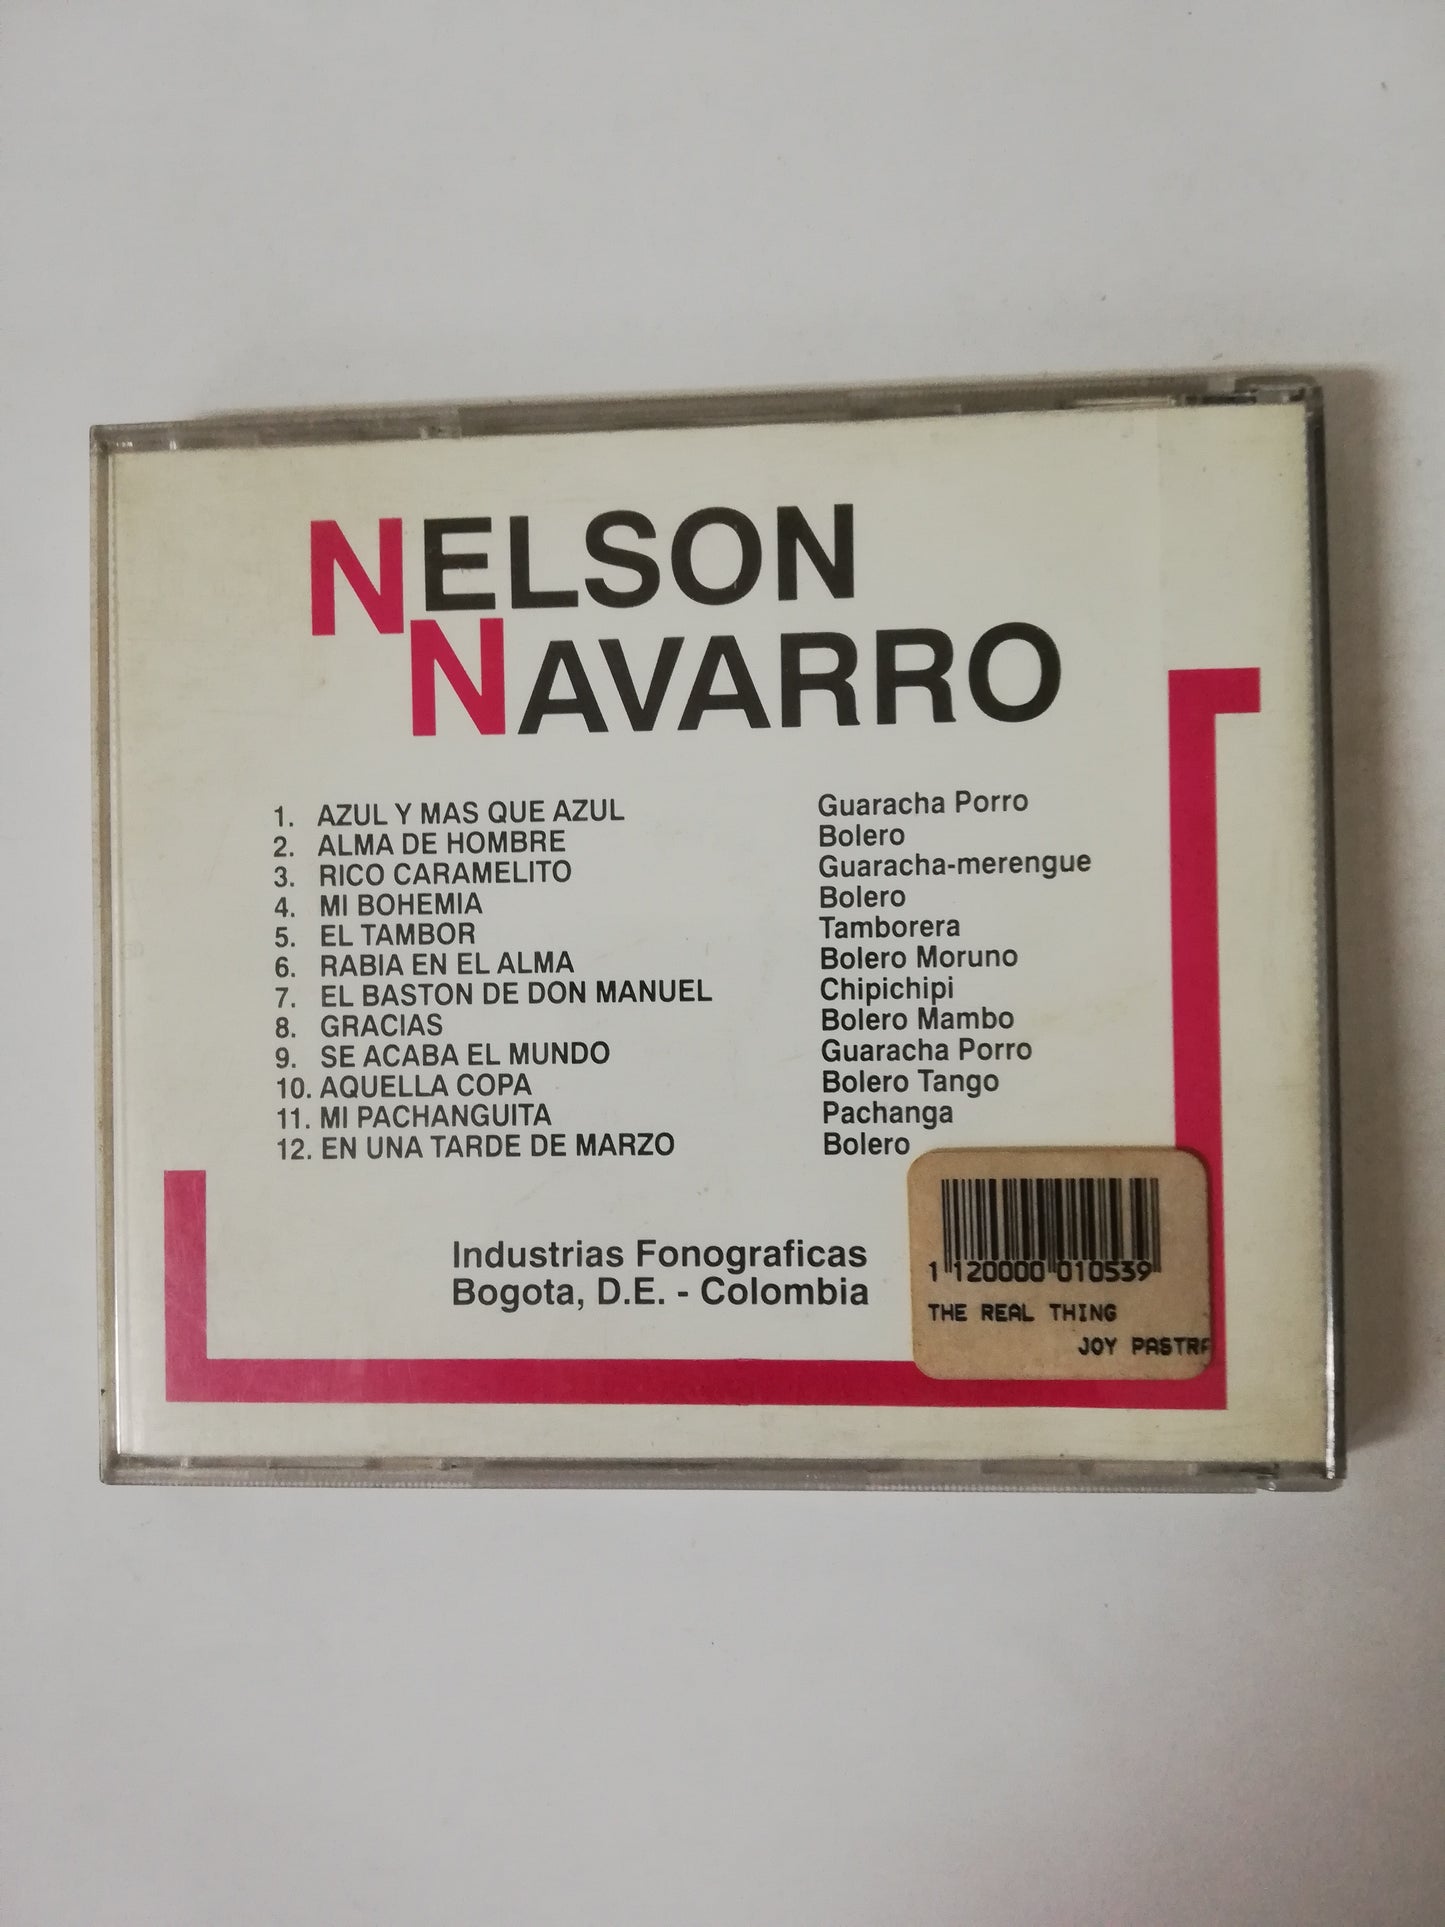 NELSON
NAVARRO
1. AZUL Y MAS QUE AZUL Guaracha Porro
2. ALMA DE HOMBRE Bolero
3. RICO CARAMELITO Guaracha-merengue
4. MI BOHEMIA Bolero
5. EL TAMBOR Tamborera
6. RABIA EN EL ALMA Bolero Moruno
7. EL BASTON DE DON MANUEL Chipichipi
8. GRACIAS Bolero Mambo
9. SE ACABA EL MUNDO Guaracha Porro
10. AQUELLA COPA Bolero Tango
11. MI PACHANGUITA Pachanga
12. EN UNA TARDE DE MARZO Bolero
Industrias Fonograficas
Bogota, D.E. - Colombia
1 120000 010539
THE REAL THING
JOY PASTR